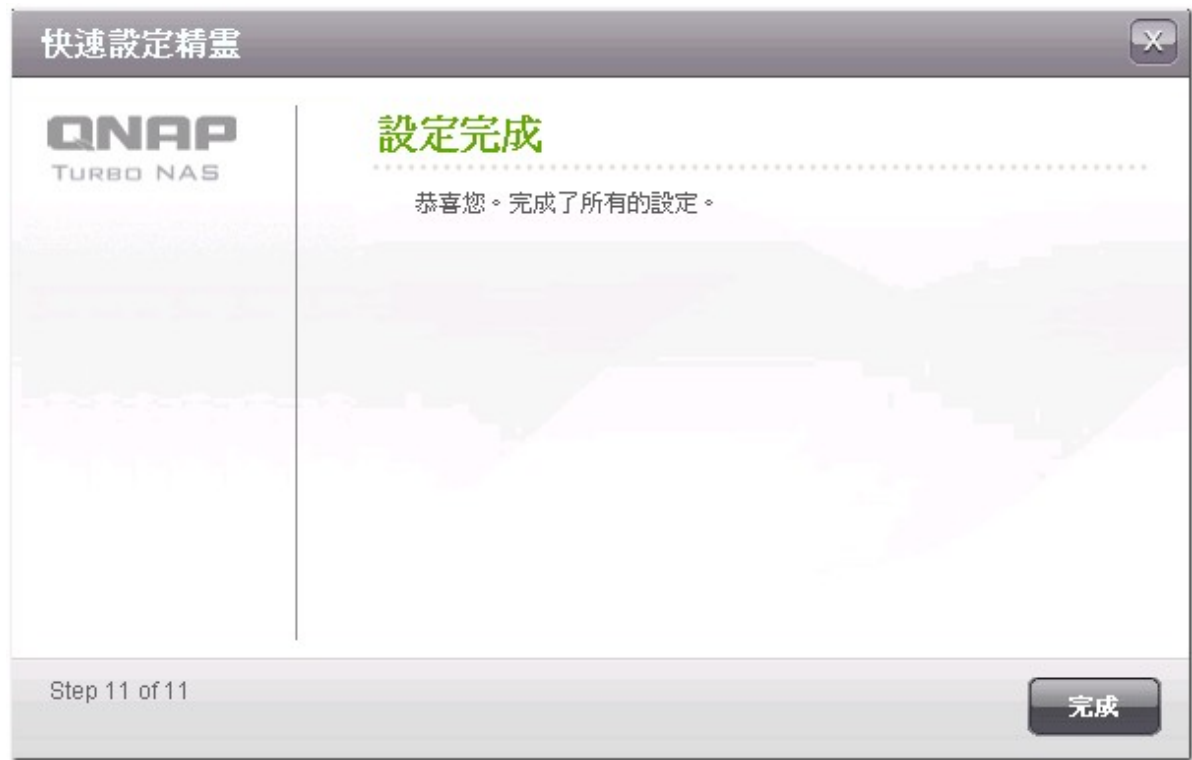 快速設定精靈
X
QNAP
TURBO NAS
設定完成
恭喜您。完成了所有的設定。
Step 11 of 11
完成